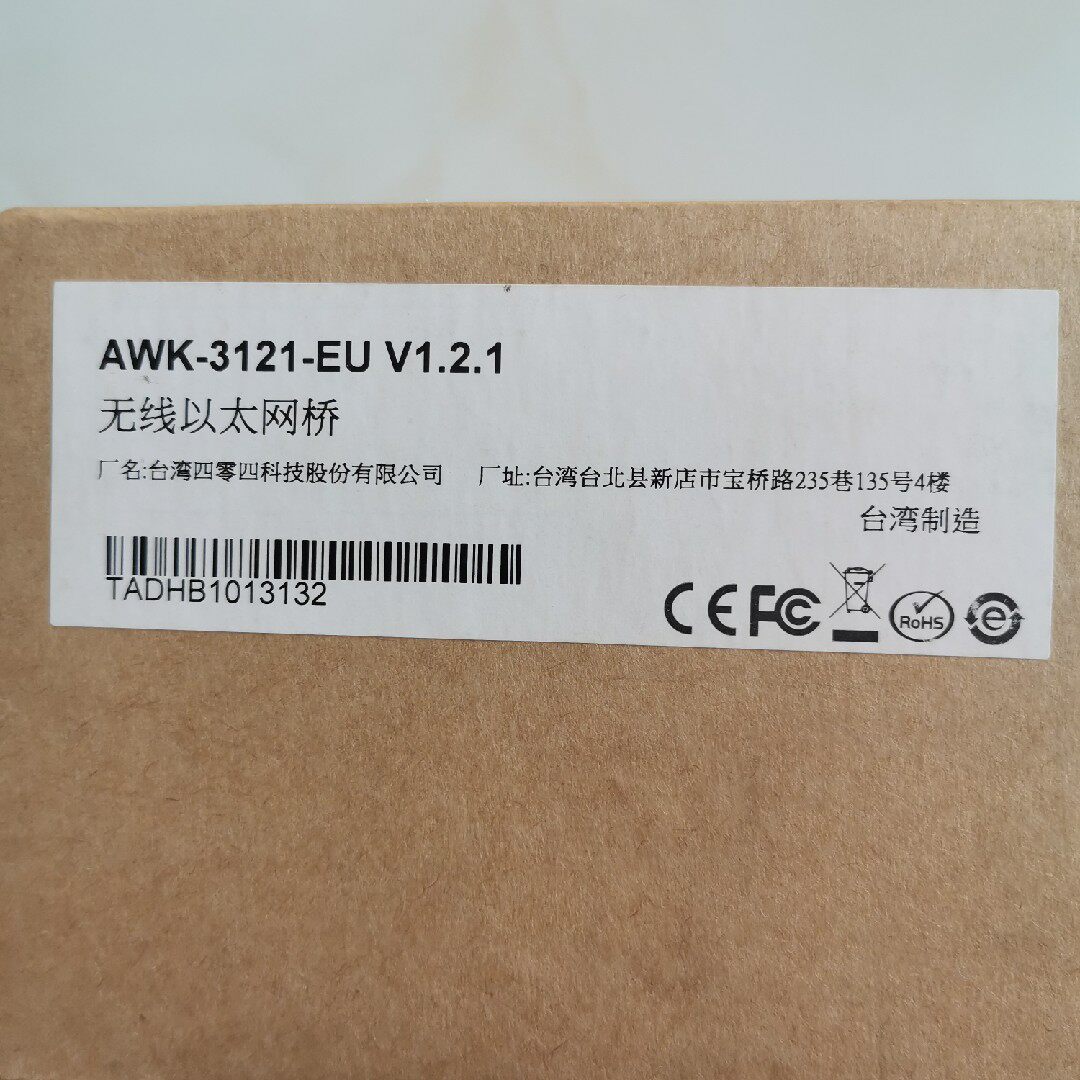 AWK-3121-EU V1.2.1
无线以太网桥
厂名:台湾四零四科技股份有限公司 厂址:台湾台北县新店市宝桥路235巷135号4楼
台湾制造
TADHB1013132
CE FC RoHS e